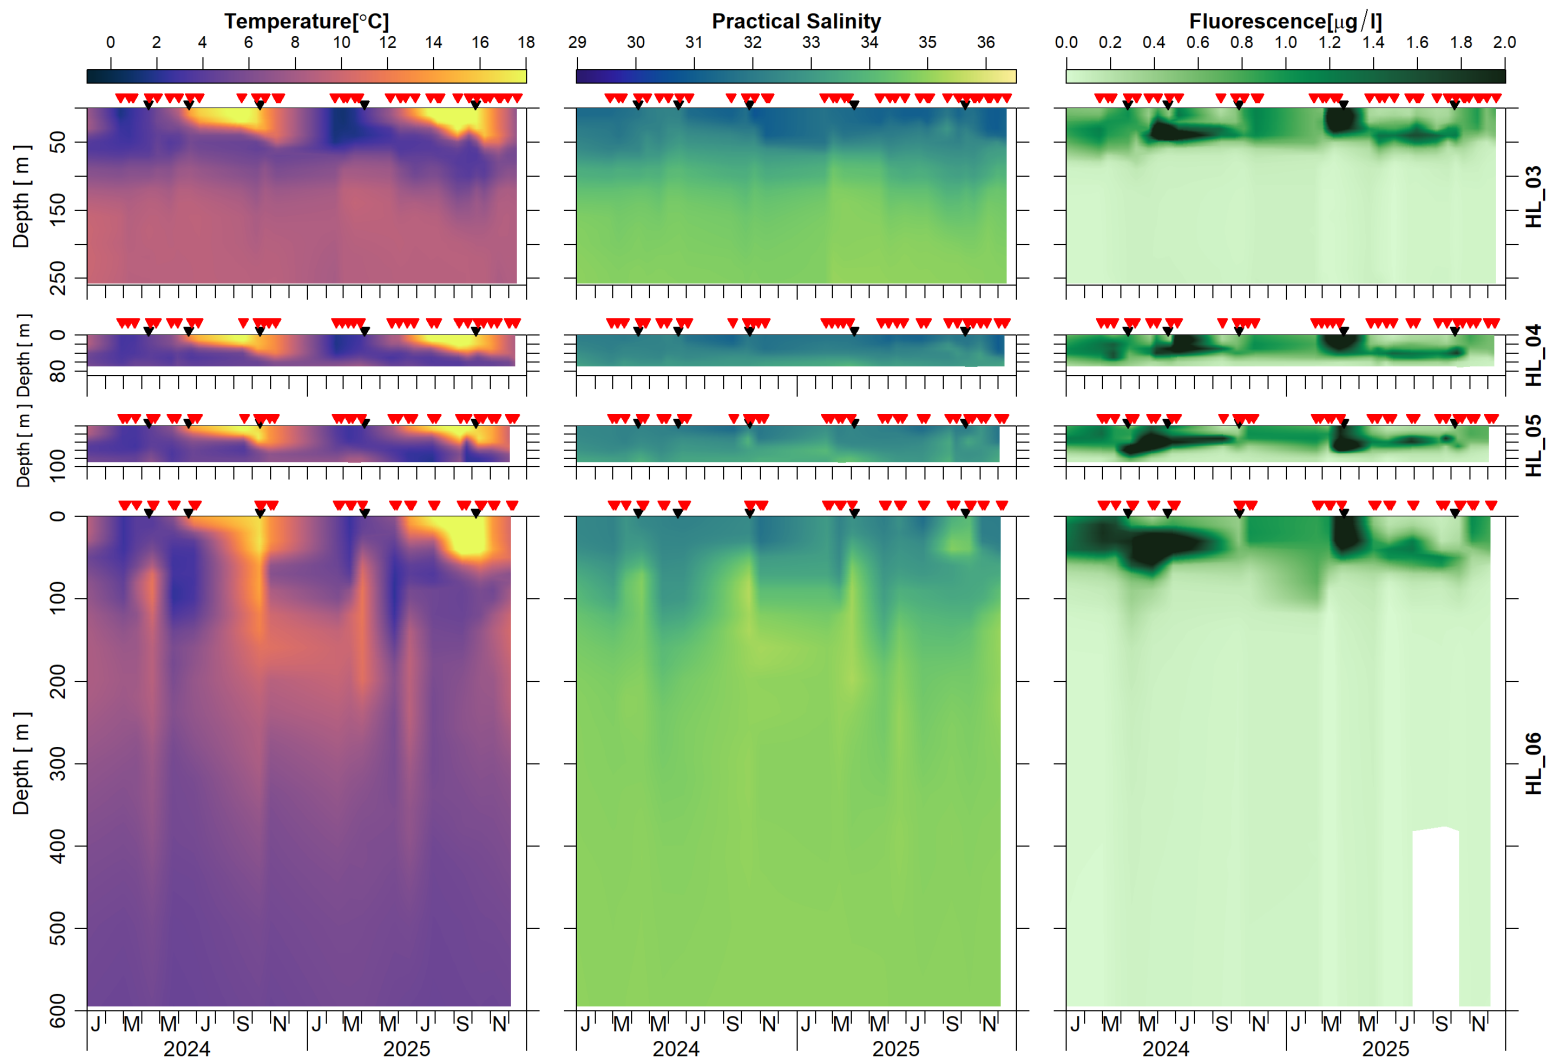 Temperature[°C]
Practical Salinity
Fluorescence[µg/l]
0 2 4 6 8 10 12 14 16 18
29 30 31 32 33 34 35 36
0.0 0.2 0.4 0.6 0.8 1.0 1.2 1.4 1.6 1.8 2.0
Depth [ m ]
50
150
250
HL_03
Depth [ m ]
0
80
HL_04
Depth [ m ]
100
HL_05
Depth [ m ]
0
100
200
300
400
500
600
HL_06
J M M J S N J M M J S N
J M M J S N J M M J S N
J M M J S N J M M J S N
2024 2025
2024 2025
2024 2025